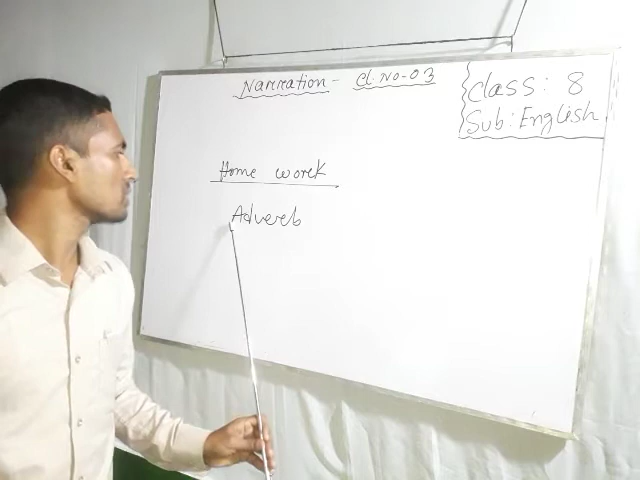 Narration - cl. No-03
Class: 8
Sub: English
Home work
Adverb